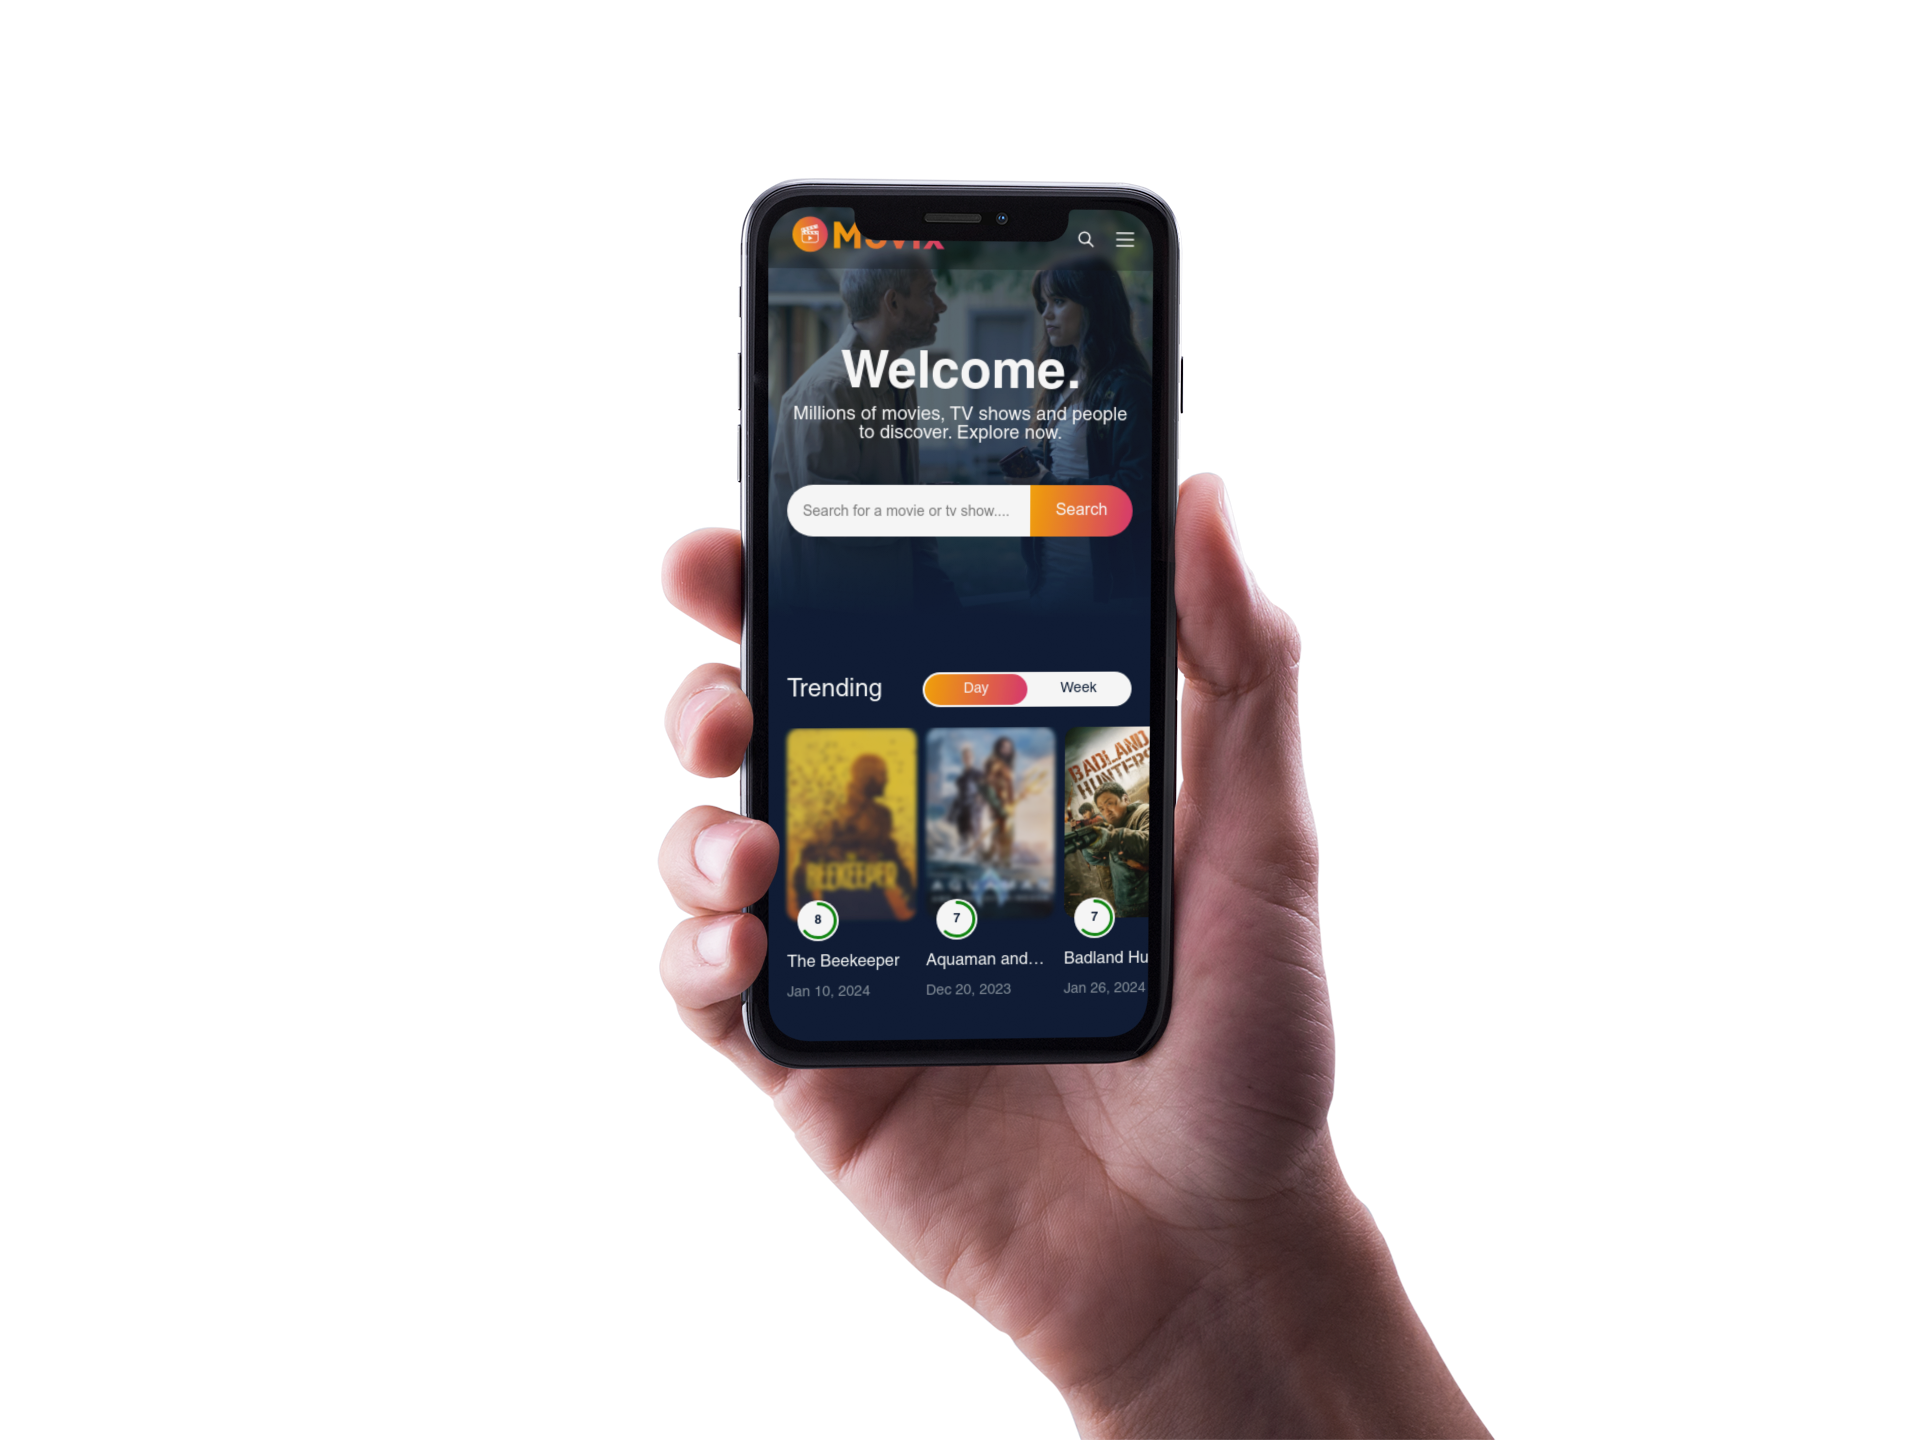 Movix
Welcome.
Millions of movies, TV shows and people
to discover. Explore now.
Search for a movie or tv show....
Search
Trending
Day
Week
BEEKEEPER
AQUAMAN
BADLAND
HUNTERS
8
7
7
The Beekeeper
Aquaman and...
Badland Hu
Jan 10, 2024
Dec 20, 2023
Jan 26, 2024